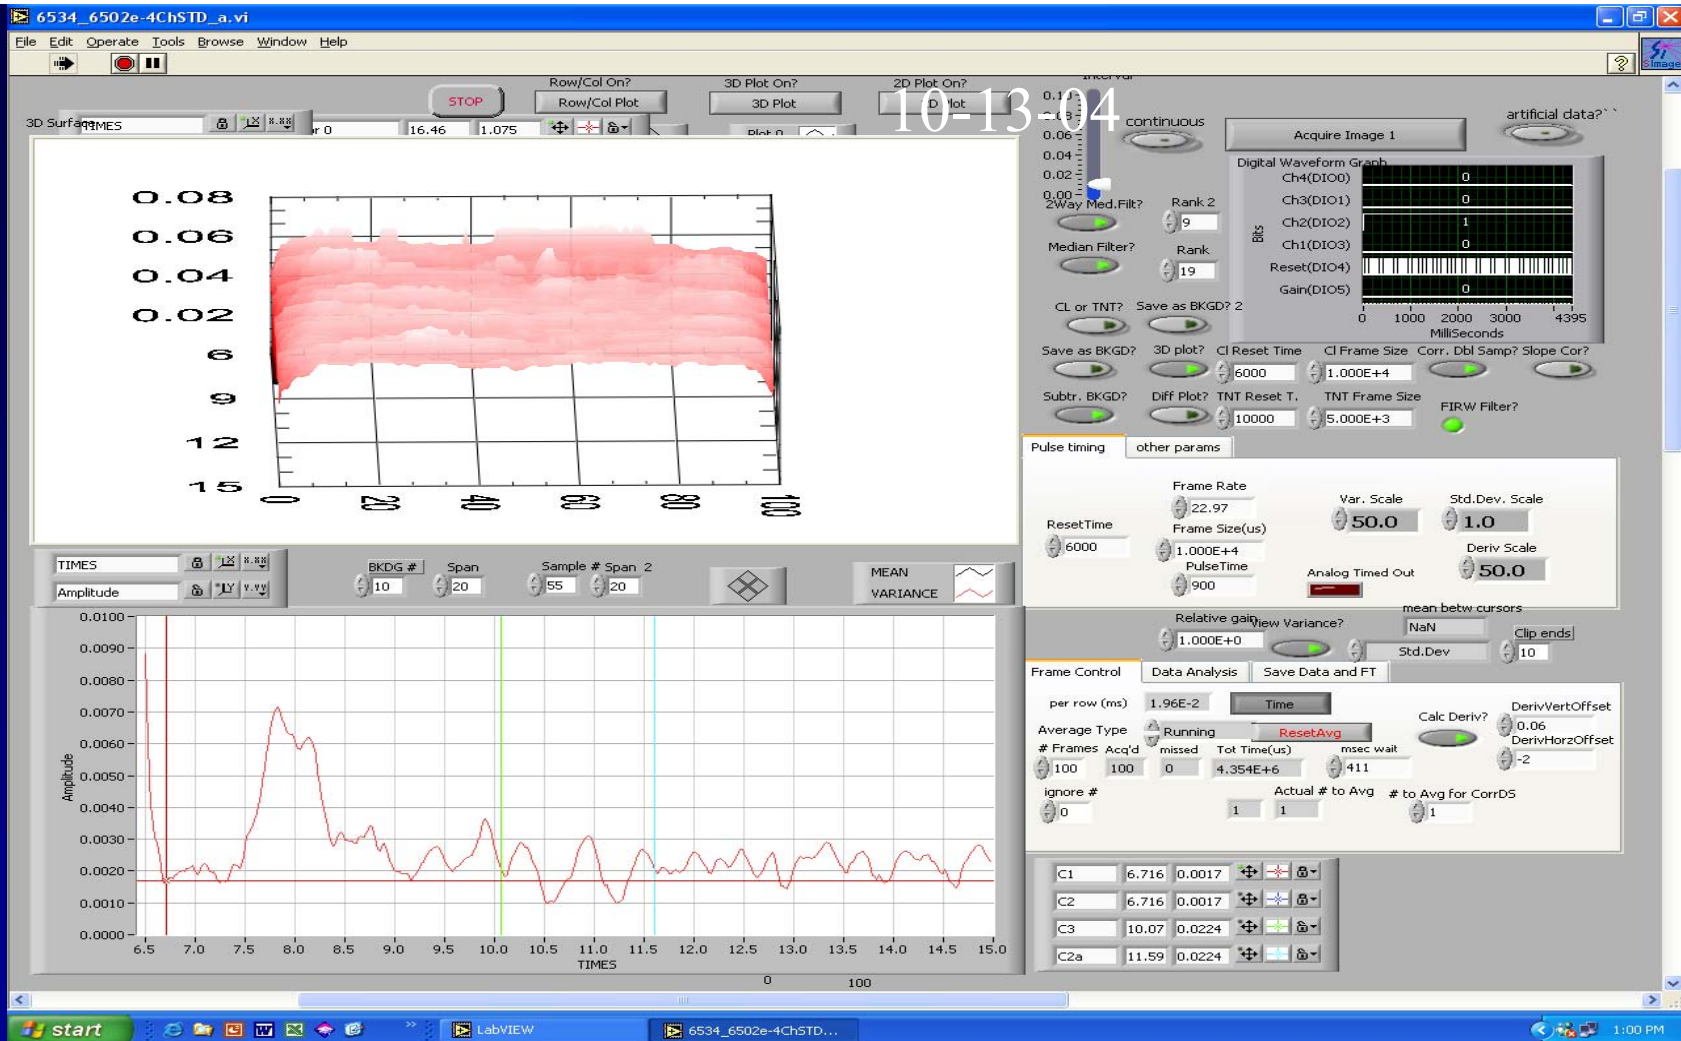 6534_6502e-4ChSTD_a.vi
File Edit Operate Tools Browse Window Help
SImage
10-13-04
Row/Col On? 3D Plot On? 2D Plot On?
STOP Row/Col Plot 3D Plot
3D Surface
TIMES
or 0 16.46 1.075
Plot 0
0.08
0.06
0.04
0.02
6
9
12
15
0 20 40 60 80 100
TIMES
Amplitude
BKDG # Span Sample # Span 2
10 20 55 20
MEAN
VARIANCE
0.0100
0.0090
0.0080
0.0070
0.0060
0.0050
0.0040
0.0030
0.0020
0.0010
0.0000
Amplitude
6.5 7.0 7.5 8.0 8.5 9.0 9.5 10.0 10.5 11.0 11.5 12.0 12.5 13.0 13.5 14.0 14.5 15.0
TIMES
0 100
Interval
0.10
0.08
0.06
0.04
0.02
0.00
continuous
Acquire Image 1
artificial data?``
Digital Waveform Graph
Bits
Ch4(DIO0) 0
Ch3(DIO1) 0
Ch2(DIO2) 1
Ch1(DIO3) 0
Reset(DIO4)
Gain(DIO5) 0
0 1000 2000 3000 4395
MilliSeconds
2Way Med.Filt? Rank 2
9
Median Filter? Rank
19
CL or TNT? Save as BKGD? 2
Save as BKGD? 3D plot? Cl Reset Time Cl Frame Size Corr. Dbl Samp? Slope Cor?
6000 1.000E+4
Subtr. BKGD? Diff Plot? TNT Reset T. TNT Frame Size FIRW Filter?
10000 5.000E+3
Pulse timing other params
Frame Rate
22.97
Var. Scale Std.Dev. Scale
50.0 1.0
ResetTime
6000
Frame Size(us)
1.000E+4
PulseTime
900
Analog Timed Out
Deriv Scale
50.0
Relative gain
1.000E+0
View Variance?
mean betw cursors
NaN
Std.Dev
Clip ends
10
Frame Control Data Analysis Save Data and FT
per row (ms) 1.96E-2 Time
Average Type Running ResetAvg
Calc Deriv?
DerivVertOffset
0.06
DerivHorzOffset
-2
# Frames Acq'd missed Tot Time(us) msec wait
100 100 0 4.354E+6 411
ignore # Actual # to Avg # to Avg for CorrDS
0 1 1 1
C1 6.716 0.0017
C2 6.716 0.0017
C3 10.07 0.0224
C2a 11.59 0.0224
start LabVIEW 6534_6502e-4ChSTD... 1:00 PM